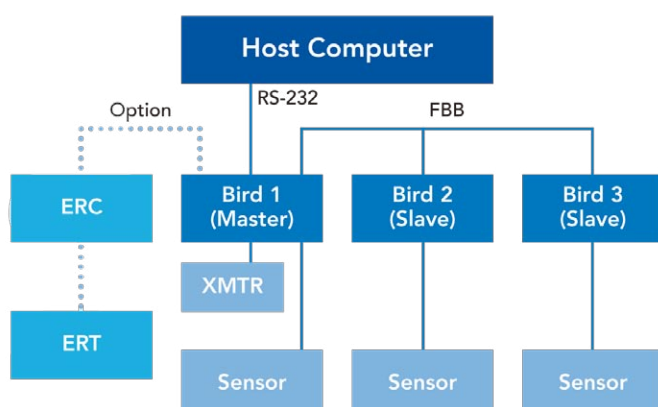 Host Computer
RS-232
Option
FBB
ERC
Bird 1
(Master)
Bird 2
(Slave)
Bird 3
(Slave)
XMTR
ERT
Sensor
Sensor
Sensor